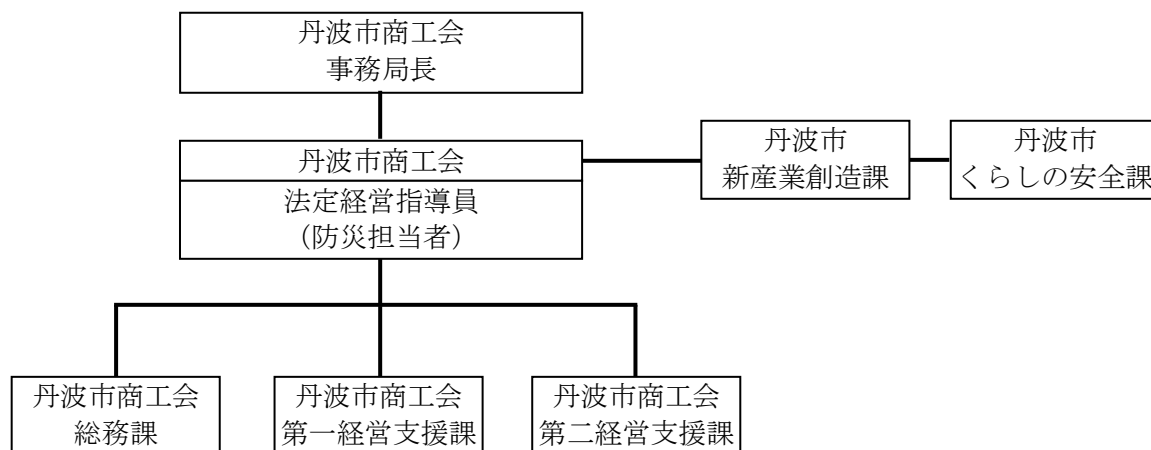 丹波市商工会
事務局長
丹波市商工会
法定経営指導員
（防災担当者）
丹波市
新産業創造課
丹波市
くらしの安全課
丹波市商工会
総務課
丹波市商工会
第一経営支援課
丹波市商工会
第二経営支援課